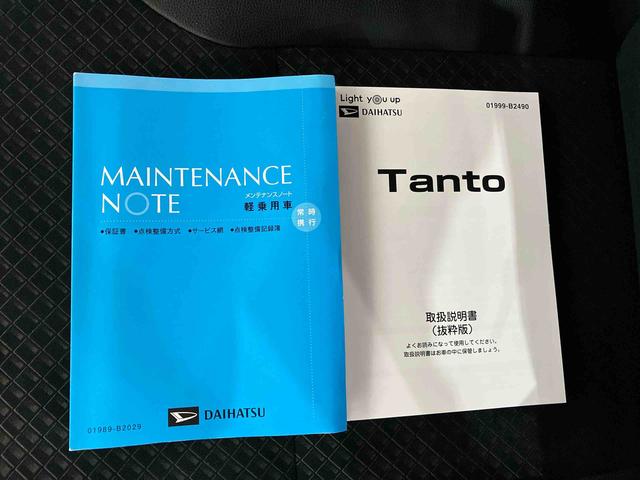 MAINTENANCE
NOTE
メンテナンスノート
軽乗用車
常時
携行
•保証書 •点検整備方式 •サービス網 •点検整備記録簿
DAIHATSU
01989-B2029
Light you up
DAIHATSU
01999-B2490
Tanto
取扱説明書
（抜粋版）
よくお読みになって使用してください。
取扱説明書はお車の中に保管しましょう。